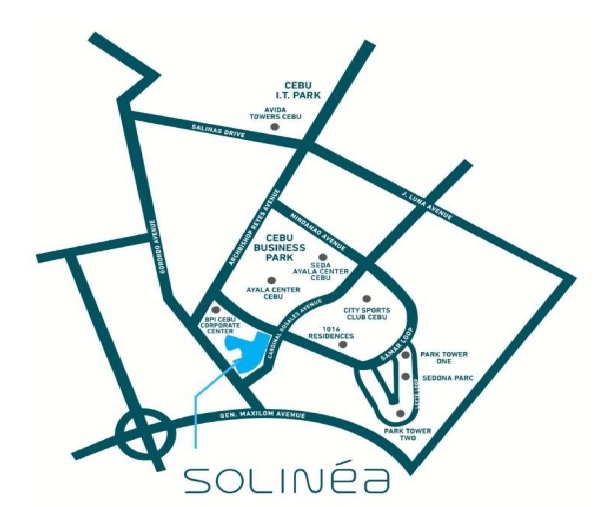 CEBU
I.T. PARK
AVIDA
TOWERS CEBU
SALINAS DRIVE
J. LUNA AVENUE
ARCHBISHOP REYES AVENUE
MINDANAO AVENUE
GORORDO AVENUE
CEBU
BUSINESS
PARK
SEDA
AYALA CENTER
CEBU
AYALA CENTER
CEBU
CARDINAL ROSALES AVENUE
CITY SPORTS
CLUB CEBU
BPI CEBU
CORPORATE
CENTER
1016
RESIDENCES
SAMAR LOOP
PARK TOWER
ONE
SEDONA PARC
LEYTE LOOP
PARK TOWER
TWO
GEN. MAXILOM AVENUE
SOLINéA